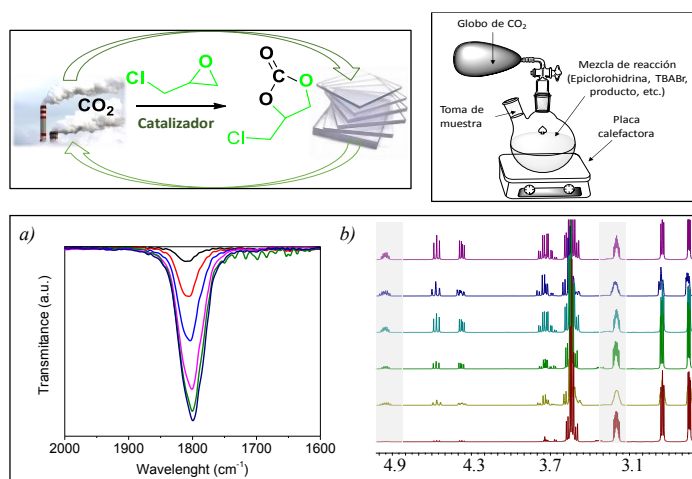 CO2
Cl
O
Catalizador
O
O
O
Cl
Globo de CO2
Mezcla de reacción
(Epiclorohidrina, TBABr,
producto, etc.)
Toma de
muestra
Placa
calefactora
a)
Transmitance (a.u.)
2000 1900 1800 1700 1600
Wavelenght (cm-1)
b)
4.9 4.3 3.7 3.1